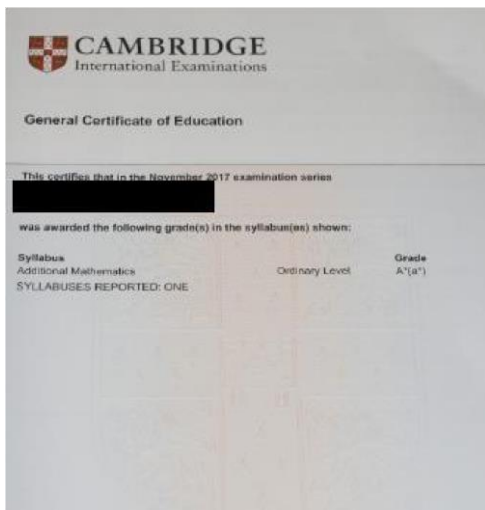 CAMBRIDGE
International Examinations
General Certificate of Education
This certifies that in the November 2017 examination series
was awarded the following grade(s) in the syllabus(es) shown:
Syllabus Grade
Additional Mathematics Ordinary Level A*(a*)
SYLLABUSES REPORTED: ONE